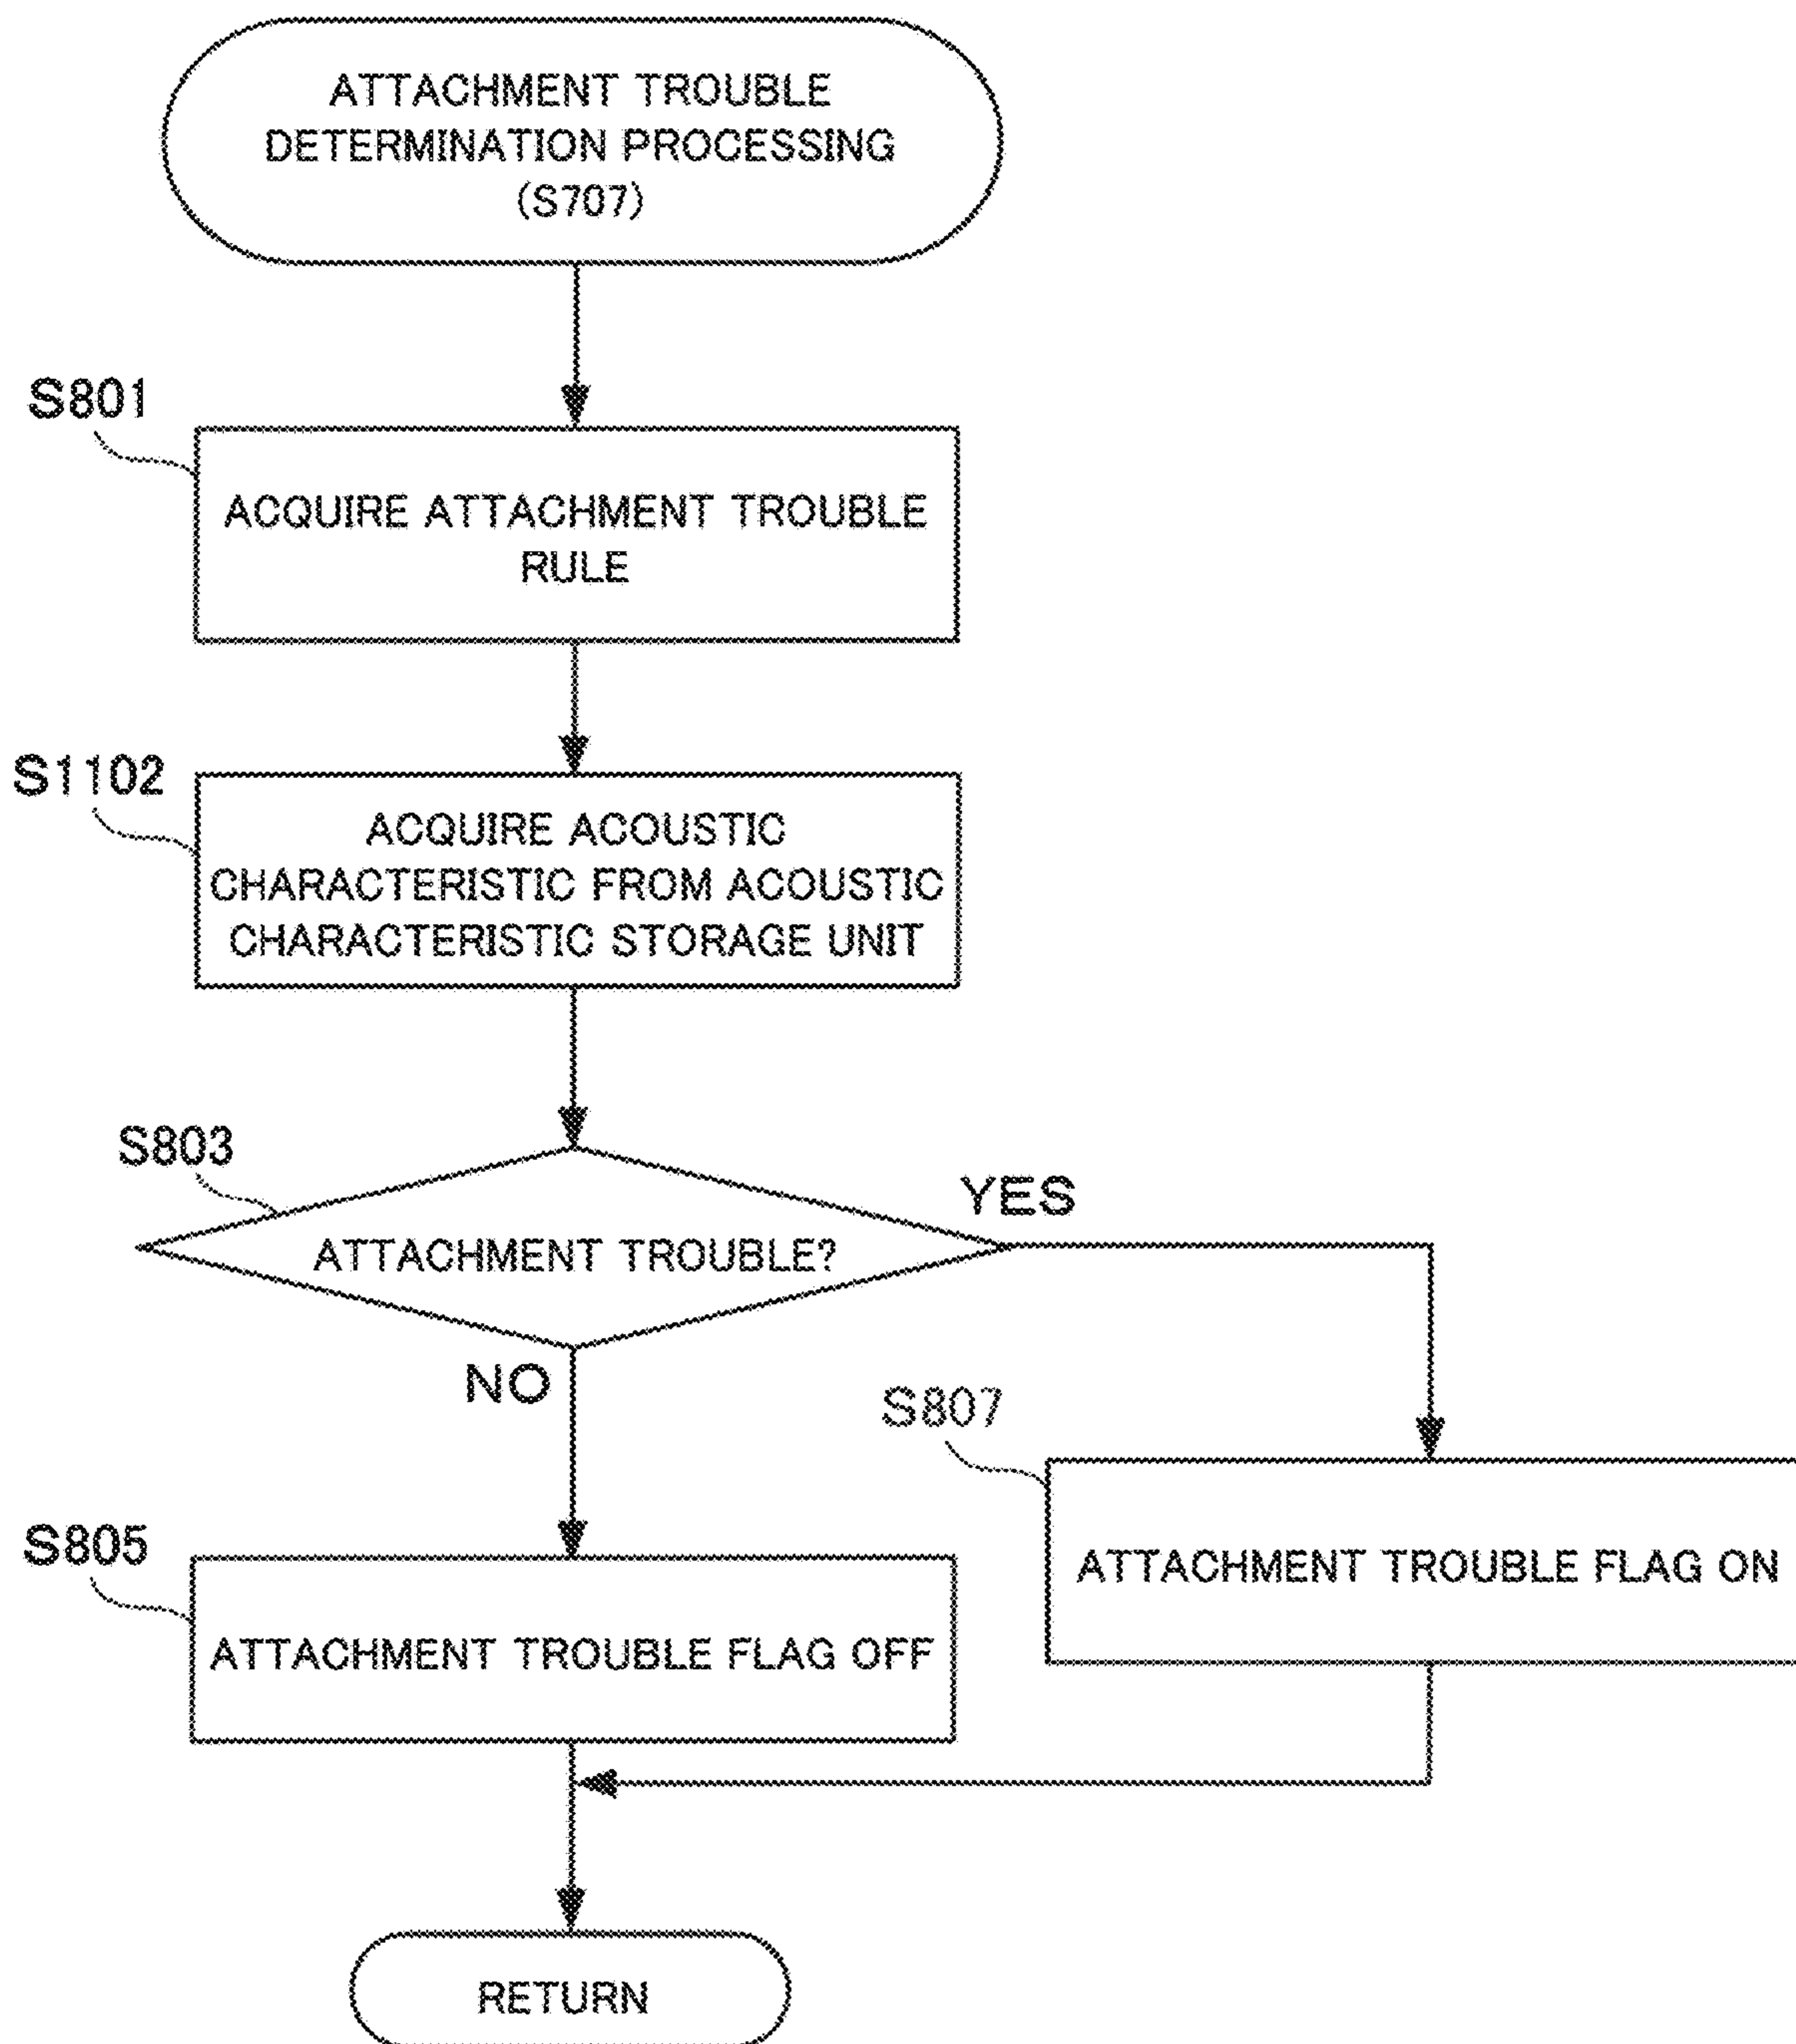 ATTACHMENT TROUBLE
DETERMINATION PROCESSING
(S707)
S801
ACQUIRE ATTACHMENT TROUBLE
RULE
S1102
ACQUIRE ACOUSTIC
CHARACTERISTIC FROM ACOUSTIC
CHARACTERISTIC STORAGE UNIT
S803
YES
ATTACHMENT TROUBLE?
NO
S807
ATTACHMENT TROUBLE FLAG ON
S805
ATTACHMENT TROUBLE FLAG OFF
RETURN